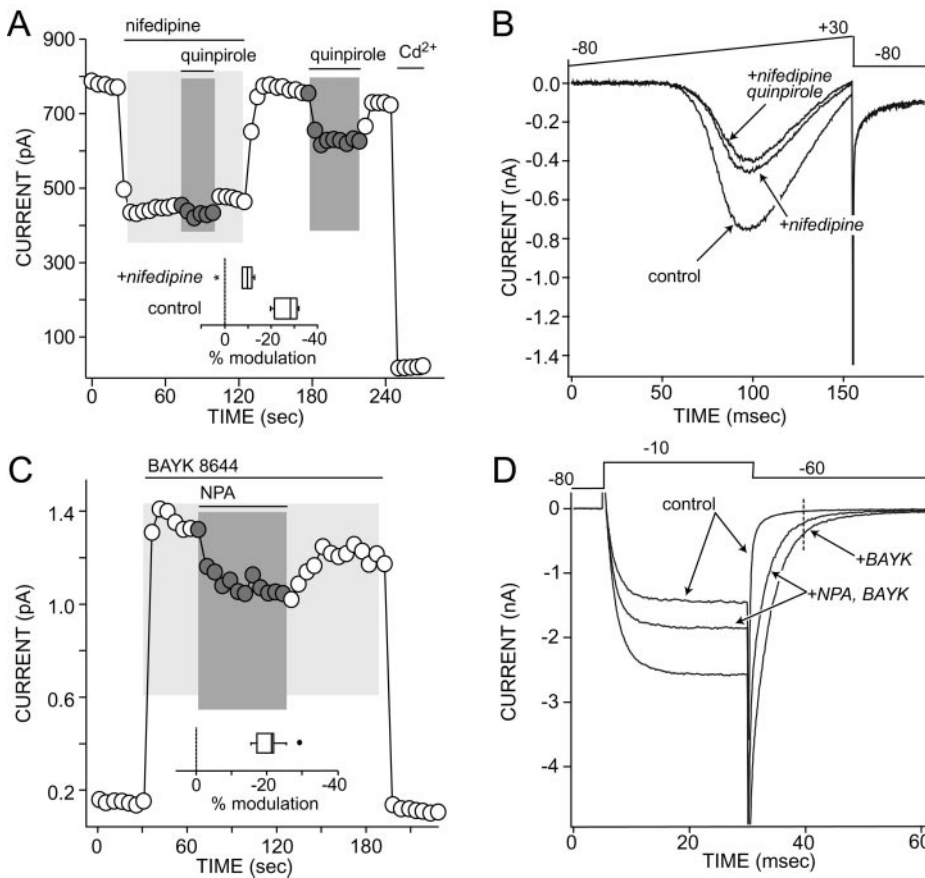 A
nifedipine
quinpirole
quinpirole
Cd2+
900
700
500
300
100
CURRENT (pA)
+nifedipine
control
0
-20
-40
% modulation
0
60
120
180
240
TIME (sec)
B
-80
+30
-80
0.0
-0.2
-0.4
-0.6
-0.8
-1.0
-1.2
-1.4
CURRENT (nA)
+nifedipine
quinpirole
+nifedipine
control
0
50
100
150
TIME (msec)
C
BAYK 8644
NPA
1.4
1.0
0.6
0.2
CURRENT (pA)
0
-20
-40
% modulation
0
60
120
180
TIME (sec)
D
-80
-10
-60
0
-1
-2
-3
-4
CURRENT (nA)
control
+BAYK
+NPA, BAYK
0
20
40
60
TIME (msec)